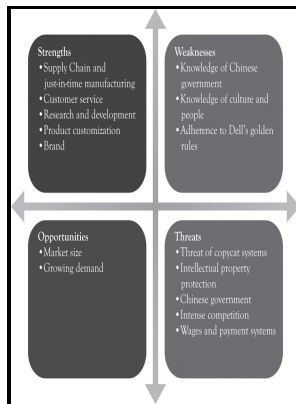 Strengths
•Supply Chain and
just-in-time manufacturing
•Customer service
•Research and development
•Product customization
•Brand
Weaknesses
•Knowledge of Chinese
government
•Knowledge of culture and
people
•Adherence to Dell's golden
rules
Opportunities
•Market size
•Growing demand
Threats
•Threat of copycat systems
•Intellectual property
protection
•Chinese government
•Intense competition
•Wages and payment systems